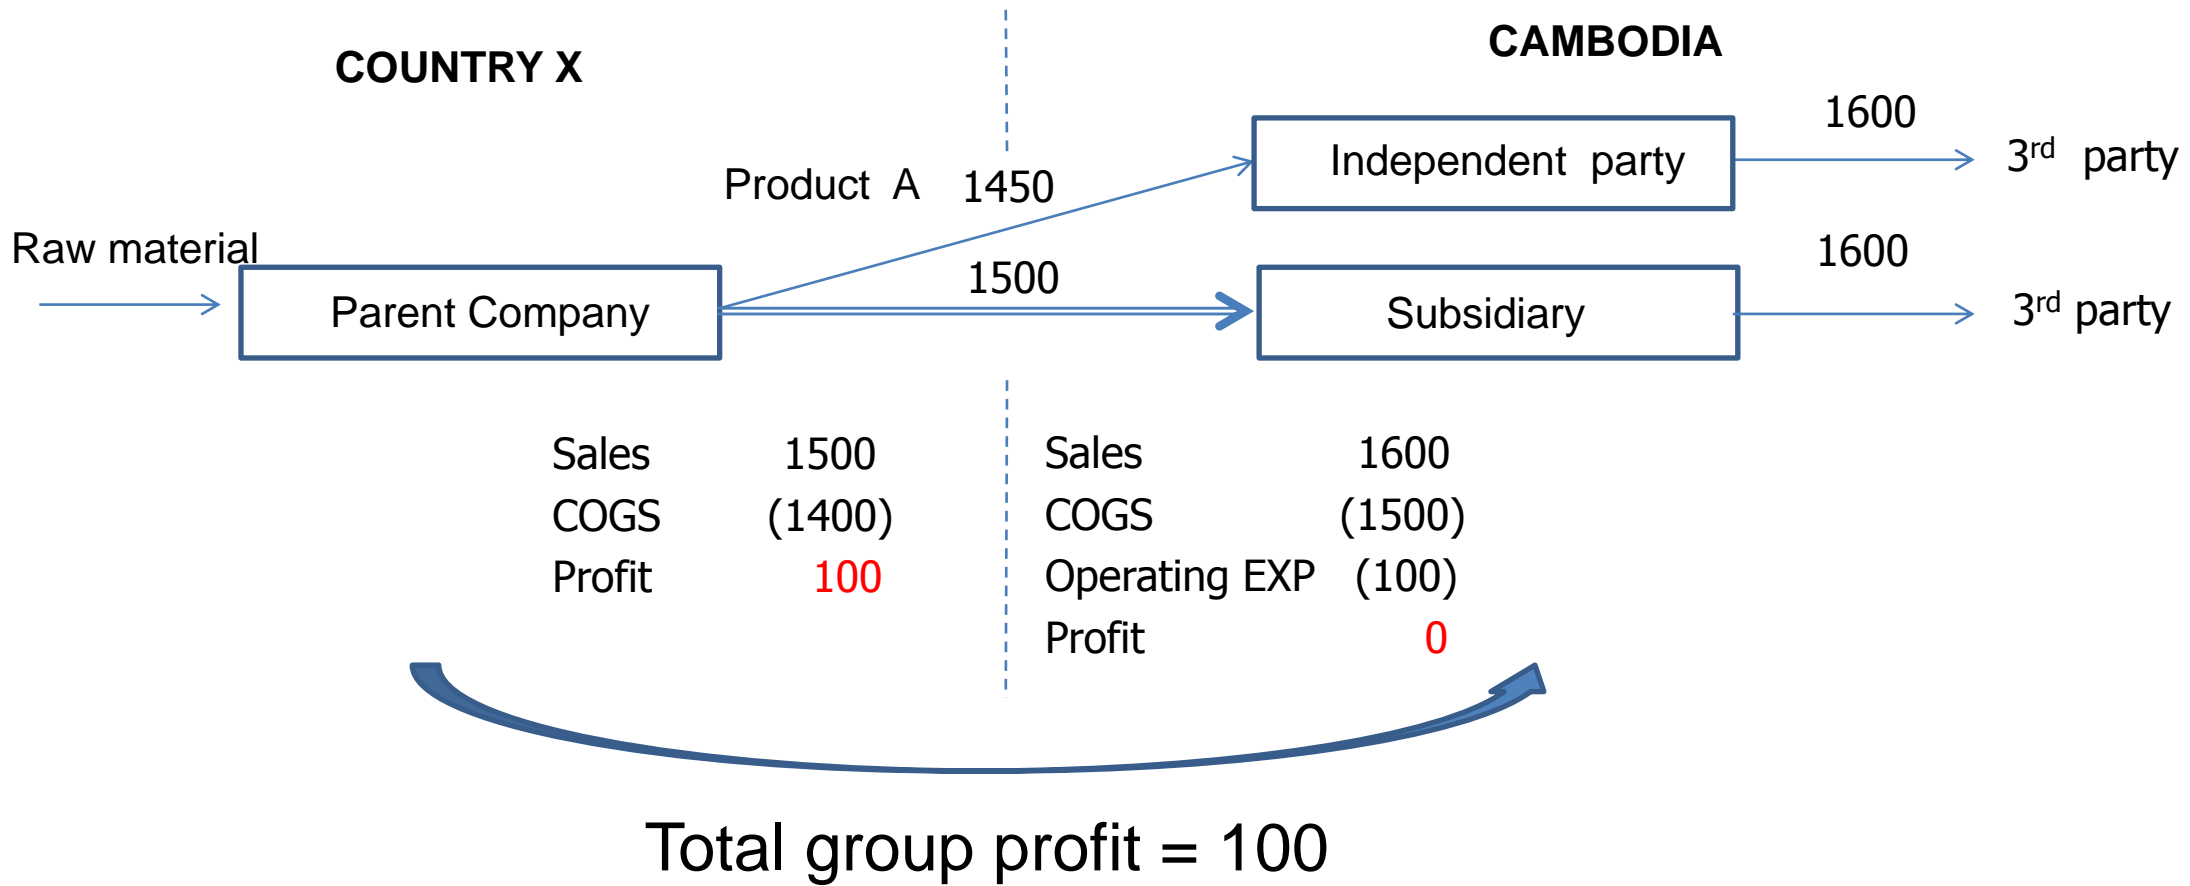 COUNTRY X
CAMBODIA
1600
Independent party
3rd party
Product A 1450
Raw material
1600
1500
Parent Company
Subsidiary
3rd party
Sales 1500
COGS (1400)
Profit 100
Sales 1600
COGS (1500)
Operating EXP (100)
Profit 0
Total group profit = 100